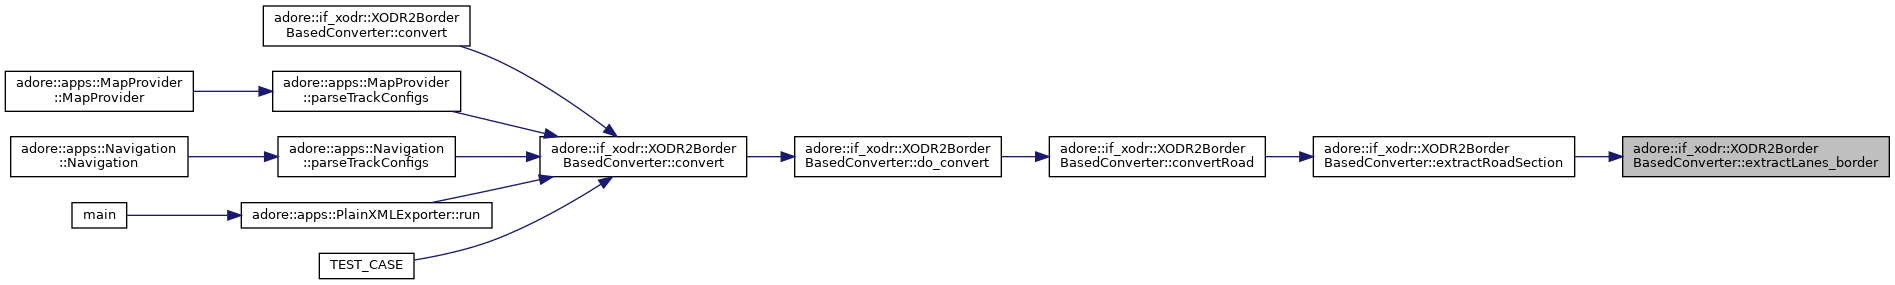 adore::if_xodr::XODR2Border
BasedConverter::convert
adore::apps::MapProvider
::MapProvider
adore::apps::MapProvider
::parseTrackConfigs
adore::apps::Navigation
::Navigation
adore::apps::Navigation
::parseTrackConfigs
adore::if_xodr::XODR2Border
BasedConverter::convert
adore::if_xodr::XODR2Border
BasedConverter::do_convert
adore::if_xodr::XODR2Border
BasedConverter::convertRoad
adore::if_xodr::XODR2Border
BasedConverter::extractRoadSection
adore::if_xodr::XODR2Border
BasedConverter::extractLanes_border
main
adore::apps::PlainXMLExporter::run
TEST_CASE